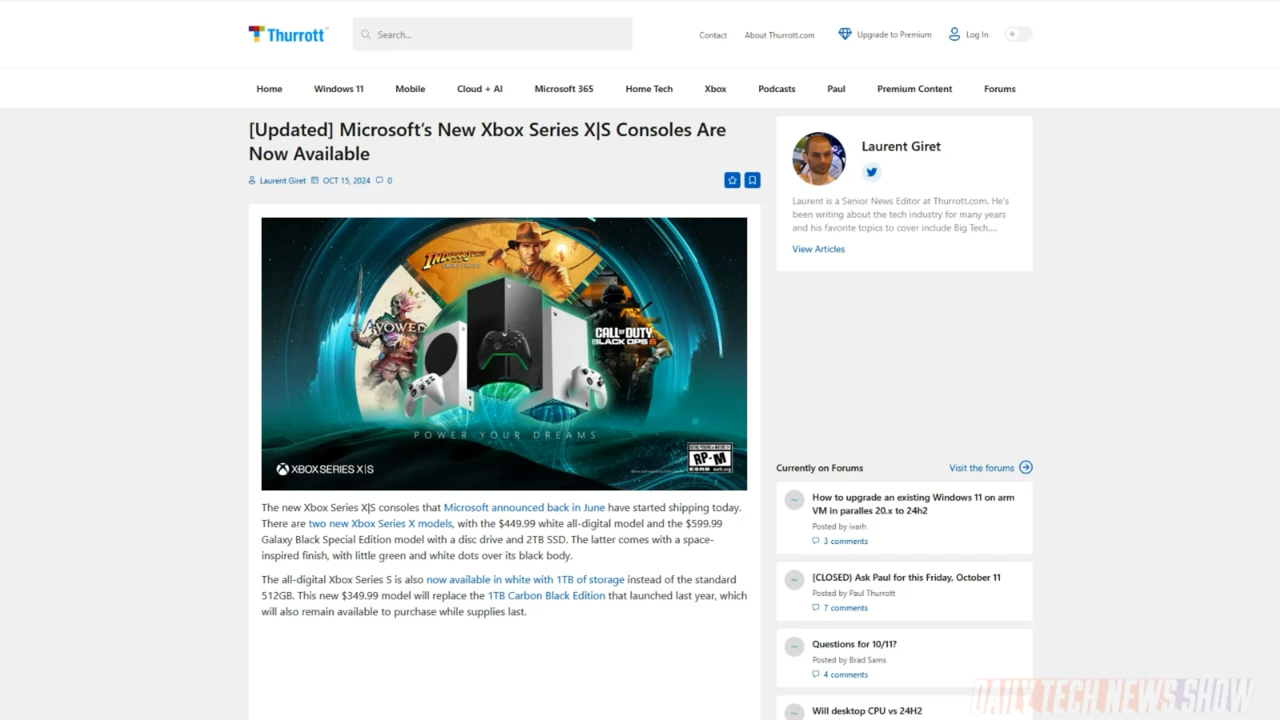 Thurrott
Search...
Contact
About Thurrott.com
Upgrade to Premium
Log In
Home
Windows 11
Mobile
Cloud + AI
Microsoft 365
Home Tech
Xbox
Podcasts
Paul
Premium Content
Forums
[Updated] Microsoft's New Xbox Series X|S Consoles Are
Now Available
Laurent Giret OCT 15, 2024 0
INDIANA JONES
AVOWED
CALL OF DUTY
BLACK OPS 6
POWER YOUR DREAMS
XBOX SERIES X|S
RP-M
ESRB
The new Xbox Series X|S consoles that Microsoft announced back in June have started shipping today.
There are two new Xbox Series X models, with the $449.99 white all-digital model and the $599.99
Galaxy Black Special Edition model with a disc drive and 2TB SSD. The latter comes with a space-
inspired finish, with little green and white dots over its black body.
The all-digital Xbox Series S is also now available in white with 1TB of storage instead of the standard
512GB. This new $349.99 model will replace the 1TB Carbon Black Edition that launched last year, which
will also remain available to purchase while supplies last.
Laurent Giret
Laurent is a Senior News Editor at Thurrott.com. He's
been writing about the tech industry for many years
and his favorite topics to cover include Big Tech,...
View Articles
Currently on Forums
Visit the forums
How to upgrade an existing Windows 11 on arm
VM in paralles 20.x to 24h2
Posted by ivarh
3 comments
[CLOSED] Ask Paul for this Friday, October 11
Posted by Paul Thurrott
7 comments
Questions for 10/11?
Posted by Brad Sams
4 comments
Will desktop CPU vs 24H2
DAILY TECH NEWS SHOW